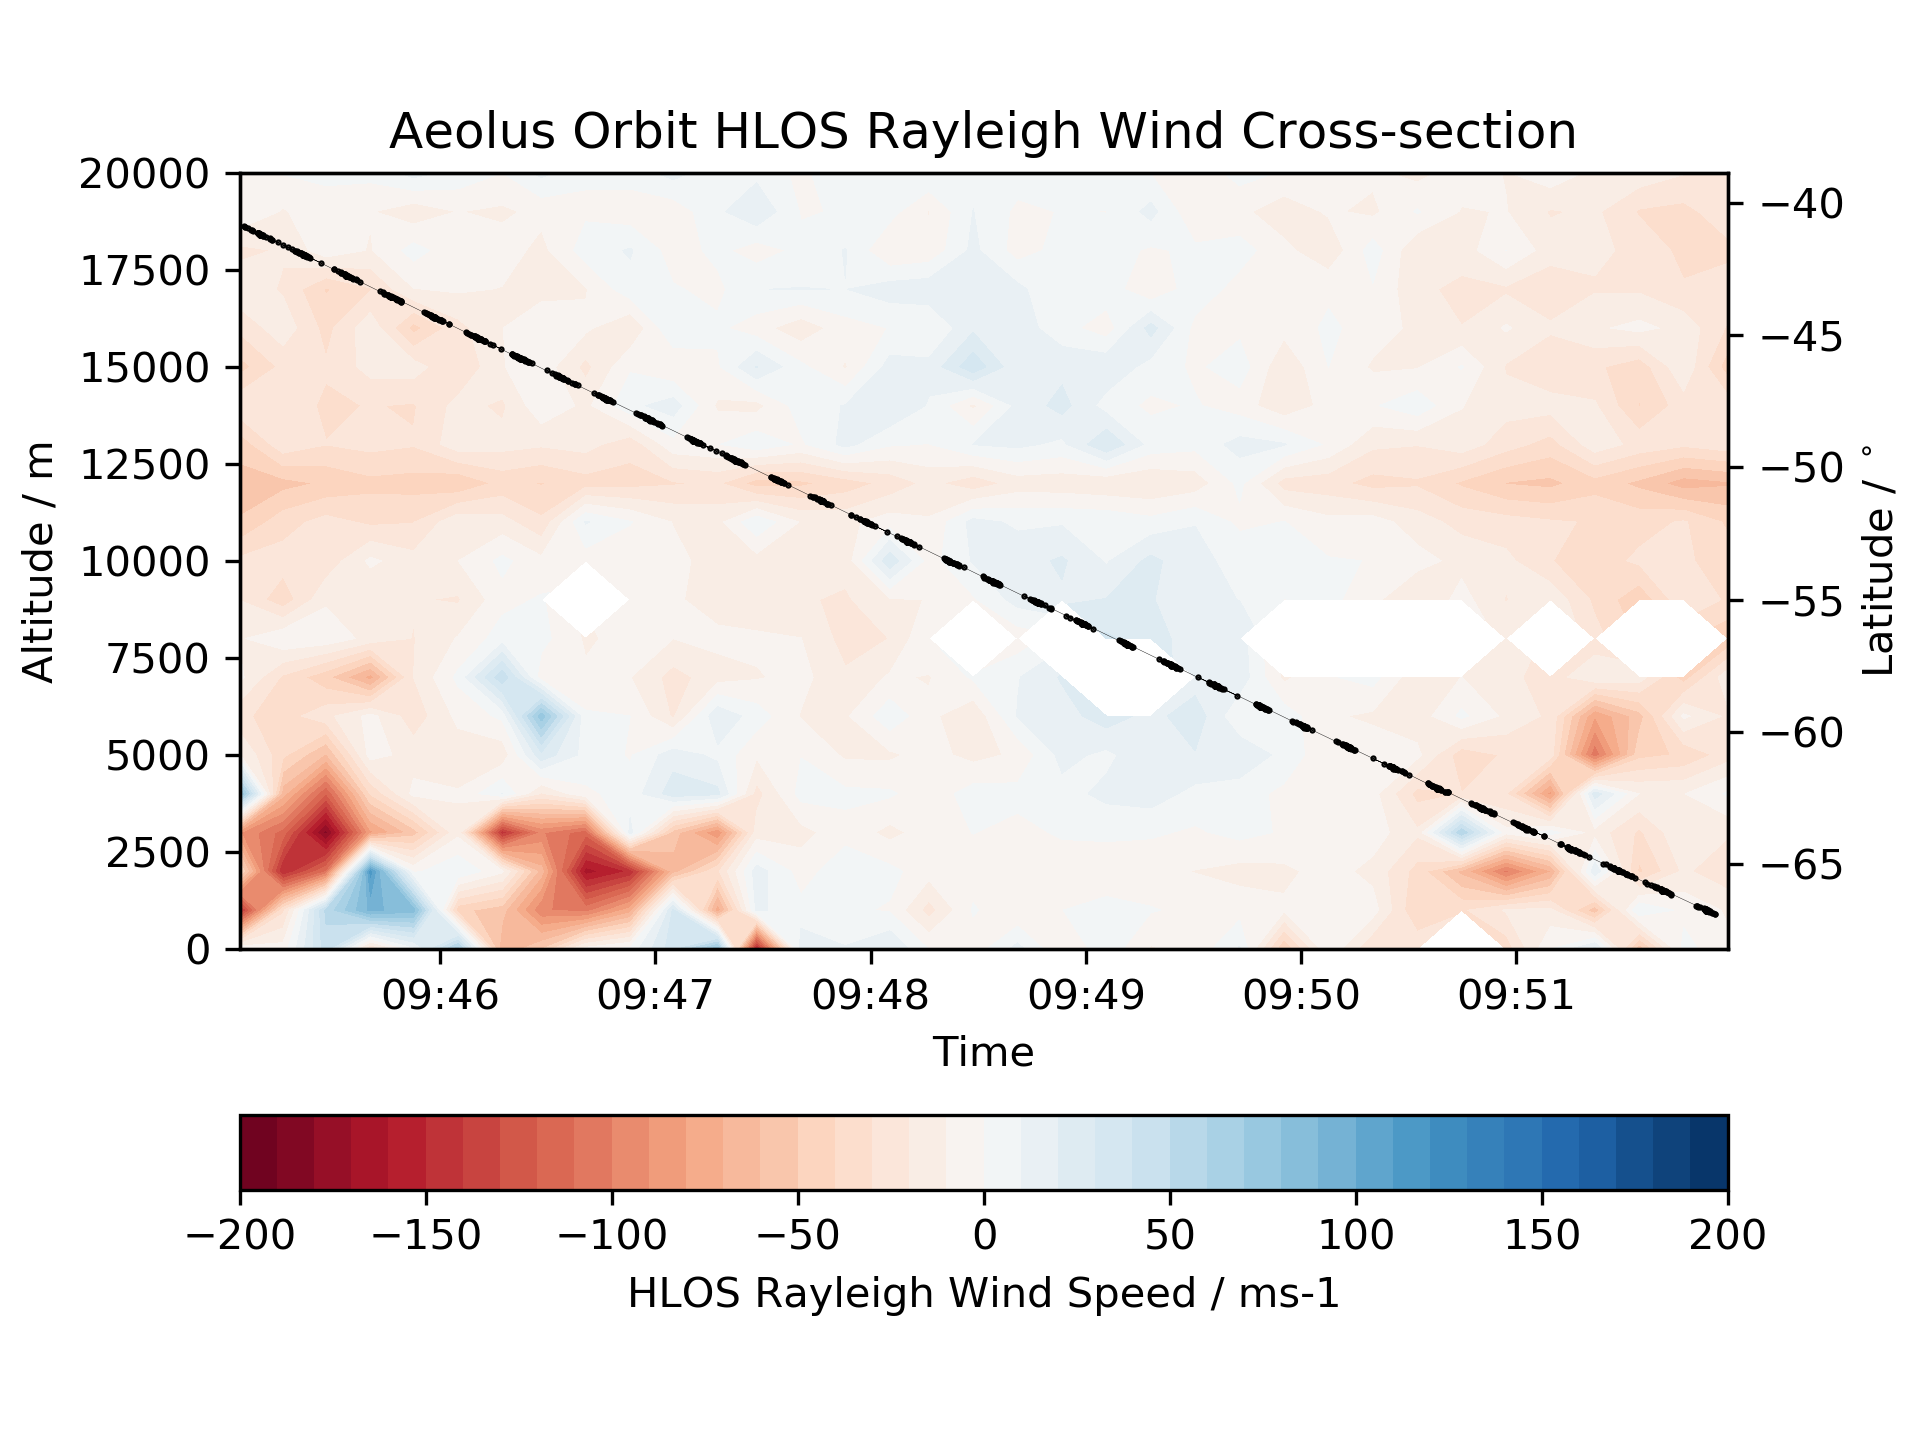 Aeolus Orbit HLOS Rayleigh Wind Cross-section
20000
17500
15000
12500
10000
7500
5000
2500
0
Altitude / m
−40
−45
−50
−55
−60
−65
Latitude / °
09:46 09:47 09:48 09:49 09:50 09:51
Time
−200 −150 −100 −50 0 50 100 150 200
HLOS Rayleigh Wind Speed / ms-1